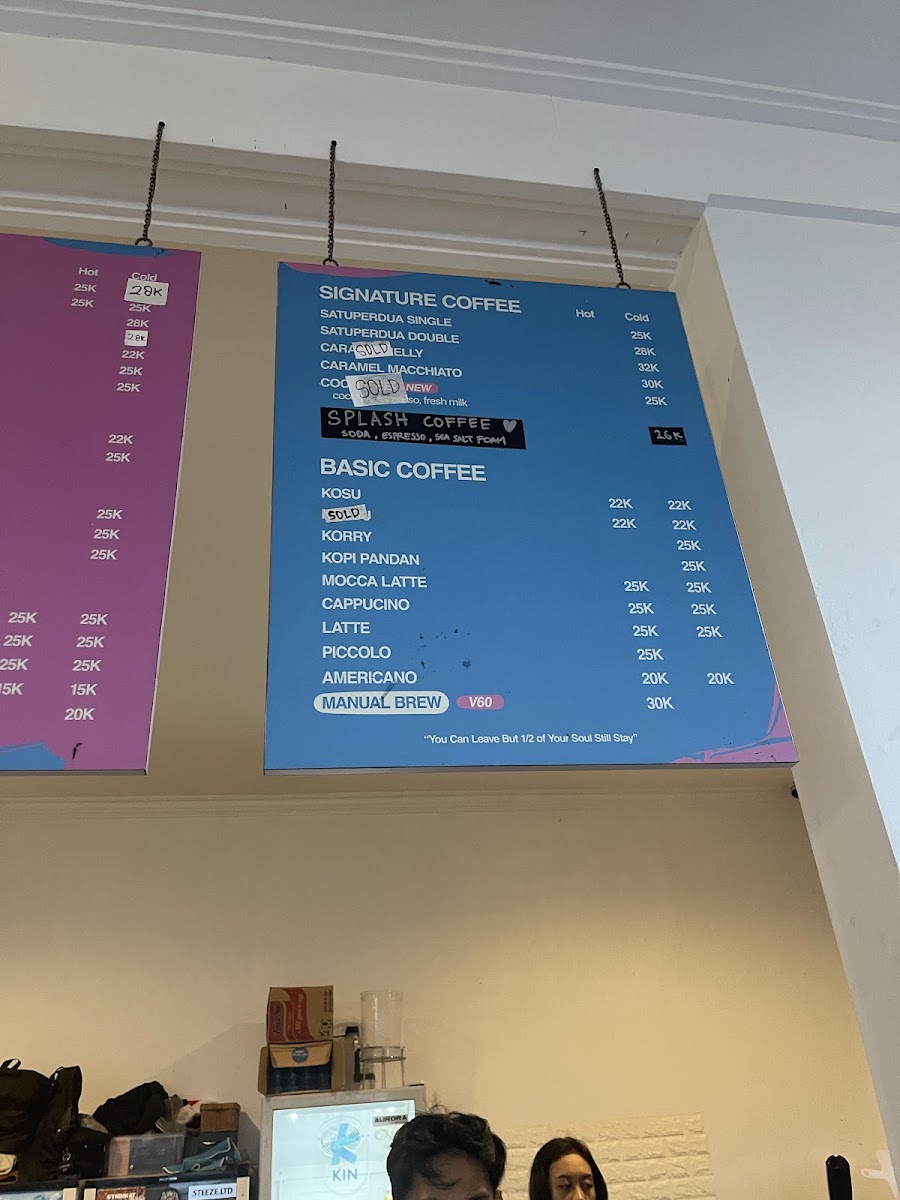 Hot Cold
25K 28K
25K 25K
28K
28K
22K
25K
25K
22K
25K
25K
25K
25K
25K 25K
25K 25K
25K 25K
15K 15K
20K
SIGNATURE COFFEE Hot Cold
SATUPERDUA SINGLE 25K
SATUPERDUA DOUBLE 28K
SOLD 32K
CARAMEL MACCHIATO 30K
SOLD NEW 25K
fresh milk
SPLASH COFFEE 26K
SODA, ESPRESSO, SEA SALT FOAM
BASIC COFFEE
KOSU 22K 22K
SOLD 22K 22K
KORRY 25K
KOPI PANDAN 25K
MOCCA LATTE 25K 25K
CAPPUCINO 25K 25K
LATTE 25K 25K
PICCOLO 25K
AMERICANO 20K 20K
MANUAL BREW V60 30K
"You Can Leave But 1/2 of Your Soul Still Stay"
AURORA
KIN
STEEZE.LTD